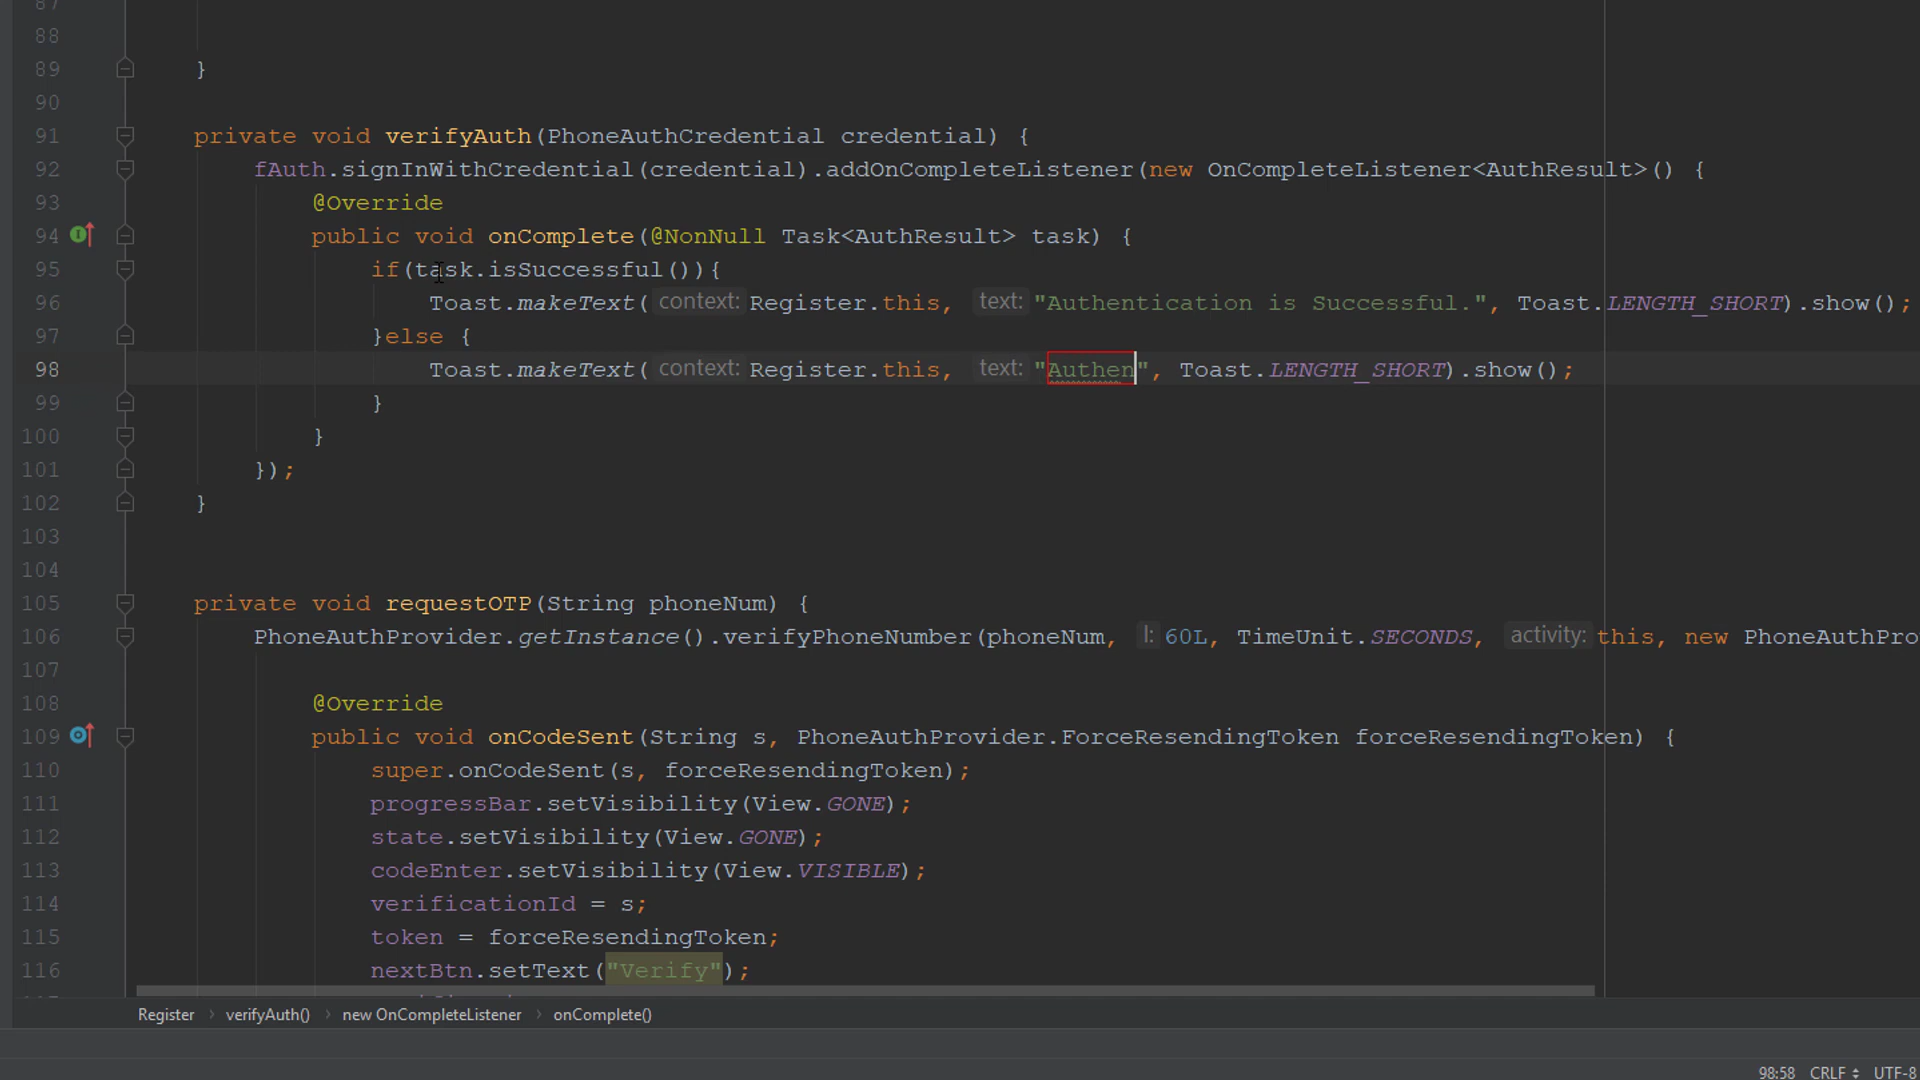 87
88
89 }
90
91 private void verifyAuth(PhoneAuthCredential credential) {
92 fAuth.signInWithCredential(credential).addOnCompleteListener(new OnCompleteListener<AuthResult>() {
93 @Override
94 public void onComplete(@NonNull Task<AuthResult> task) {
95 if(task.isSuccessful()){
96 Toast.makeText( context: Register.this, text: "Authentication is Successful.", Toast.LENGTH_SHORT).show();
97 }else {
98 Toast.makeText( context: Register.this, text: "Authen", Toast.LENGTH_SHORT).show();
99 }
100 }
101 });
102 }
103
104
105 private void requestOTP(String phoneNum) {
106 PhoneAuthProvider.getInstance().verifyPhoneNumber(phoneNum, l: 60L, TimeUnit.SECONDS, activity: this, new PhoneAuthPro
107
108 @Override
109 public void onCodeSent(String s, PhoneAuthProvider.ForceResendingToken forceResendingToken) {
110 super.onCodeSent(s, forceResendingToken);
111 progressBar.setVisibility(View.GONE);
112 state.setVisibility(View.GONE);
113 codeEnter.setVisibility(View.VISIBLE);
114 verificationId = s;
115 token = forceResendingToken;
116 nextBtn.setText("Verify");
Register › verifyAuth() › new OnCompleteListener › onComplete()
98:58 CRLF UTF-8